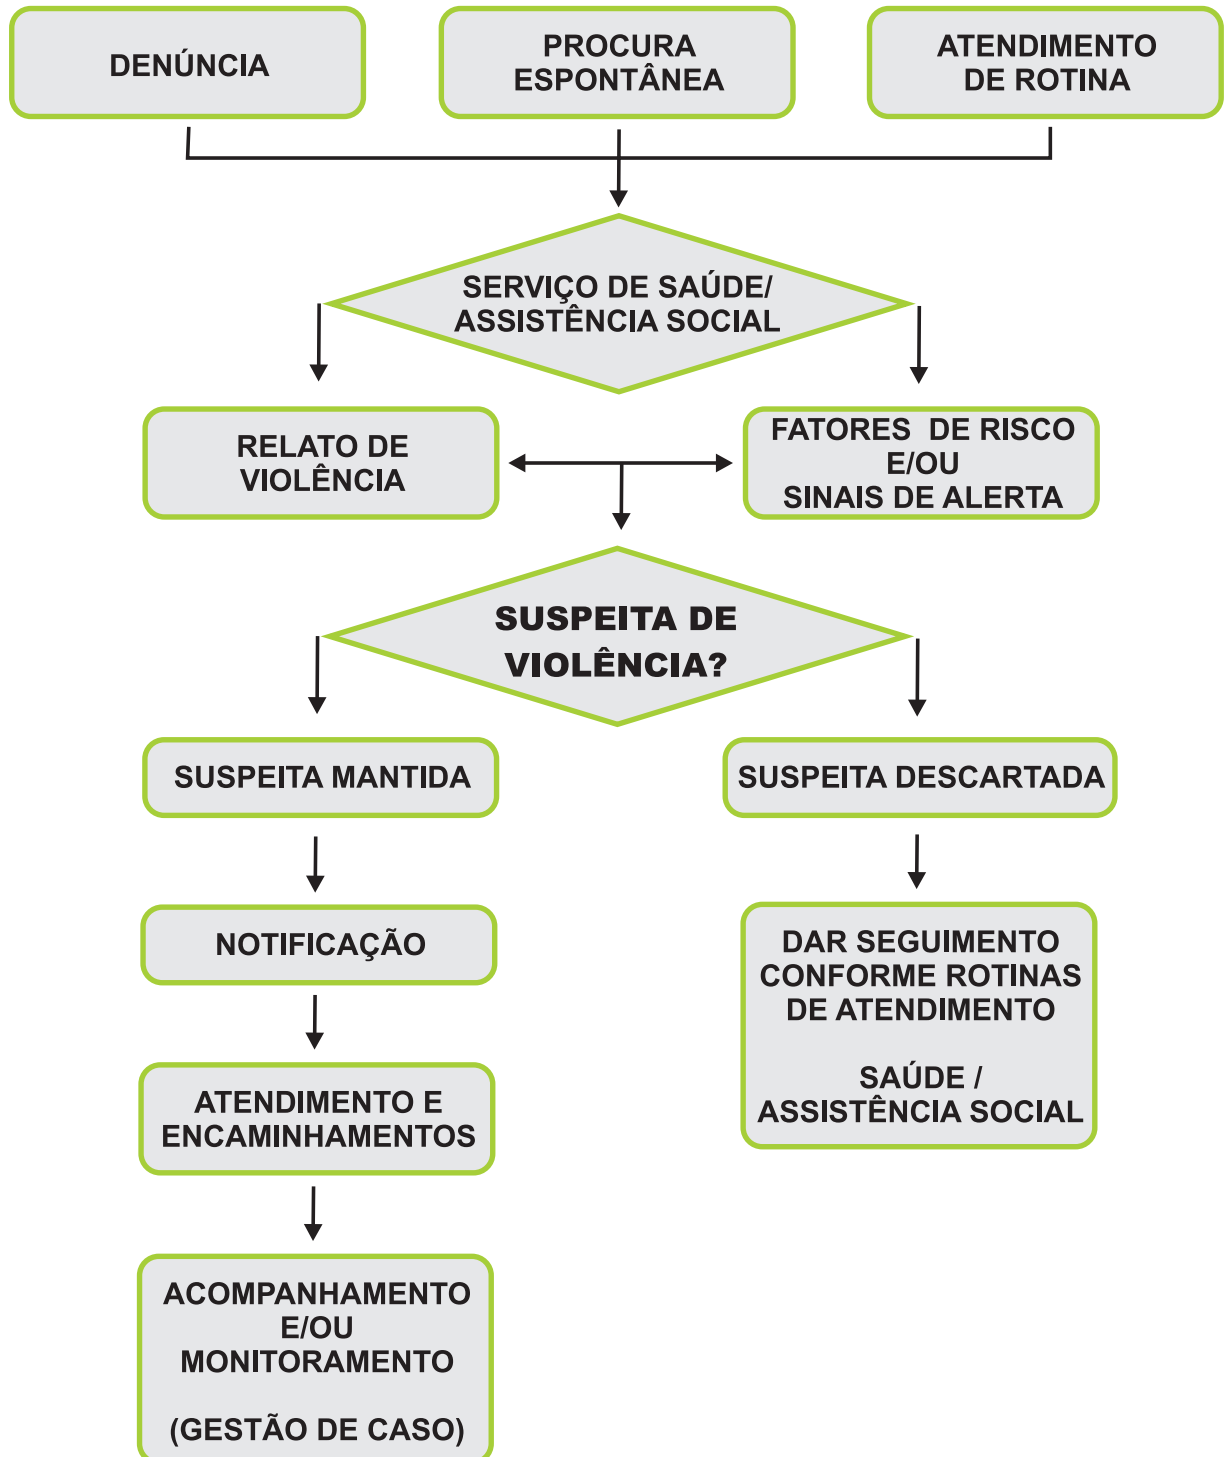 DENÚNCIA
PROCURA
ESPONTÂNEA
ATENDIMENTO
DE ROTINA
SERVIÇO DE SAÚDE/
ASSISTÊNCIA SOCIAL
RELATO DE
VIOLÊNCIA
FATORES DE RISCO
E/OU
SINAIS DE ALERTA
SUSPEITA DE
VIOLÊNCIA?
SUSPEITA MANTIDA
SUSPEITA DESCARTADA
NOTIFICAÇÃO
DAR SEGUIMENTO
CONFORME ROTINAS
DE ATENDIMENTO
SAÚDE /
ASSISTÊNCIA SOCIAL
ATENDIMENTO E
ENCAMINHAMENTOS
ACOMPANHAMENTO
E/OU
MONITORAMENTO
(GESTÃO DE CASO)